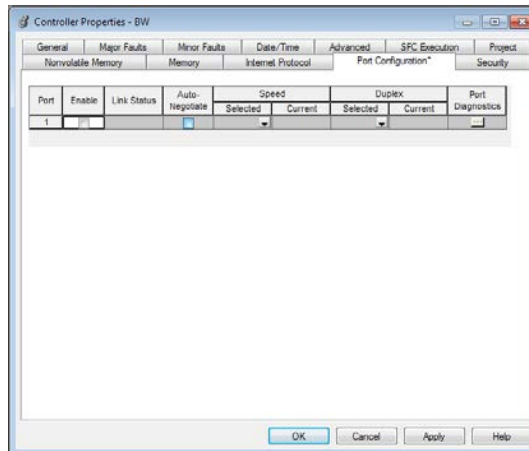 Controller Properties - BW
General Major Faults Minor Faults Date/Time Advanced SFC Execution Project
Nonvolatile Memory Memory Internet Protocol Port Configuration* Security
Port Enable Link Status Auto-Negotiate Speed Duplex Port Diagnostics
Selected Current Selected Current
1 ...
OK Cancel Apply Help